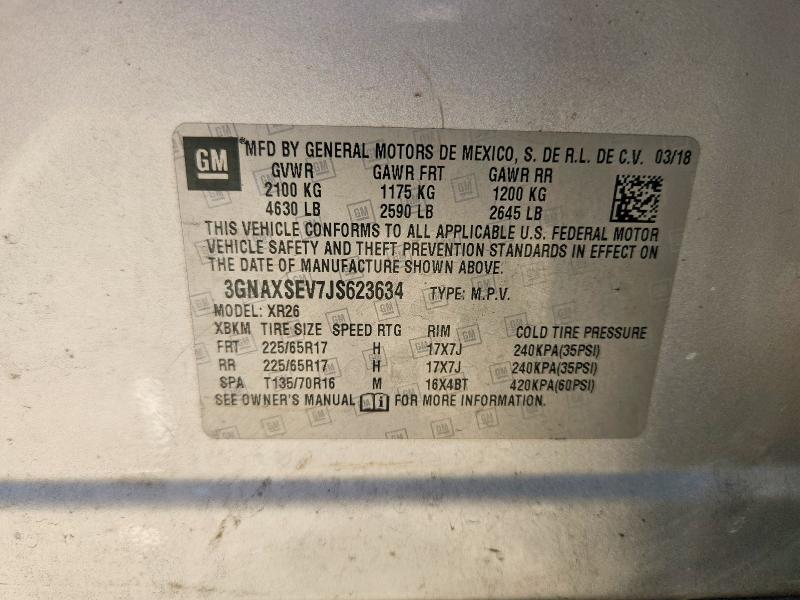 GM
*MFD BY GENERAL MOTORS DE MEXICO, S. DE R.L. DE C.V. 03/18
GVWR GAWR FRT GAWR RR
2100 KG 1175 KG 1200 KG
4630 LB 2590 LB 2645 LB
THIS VEHICLE CONFORMS TO ALL APPLICABLE U.S. FEDERAL MOTOR
VEHICLE SAFETY AND THEFT PREVENTION STANDARDS IN EFFECT ON
THE DATE OF MANUFACTURE SHOWN ABOVE.
3GNAXSEV7JS623634 TYPE: M.P.V.
MODEL: XR26
XBKM TIRE SIZE SPEED RTG RIM COLD TIRE PRESSURE
FRT 225/65R17 H 17X7J 240KPA(35PSI)
RR 225/65R17 H 17X7J 240KPA(35PSI)
SPA T135/70R16 M 16X4BT 420KPA(60PSI)
SEE OWNER'S MANUAL FOR MORE INFORMATION.